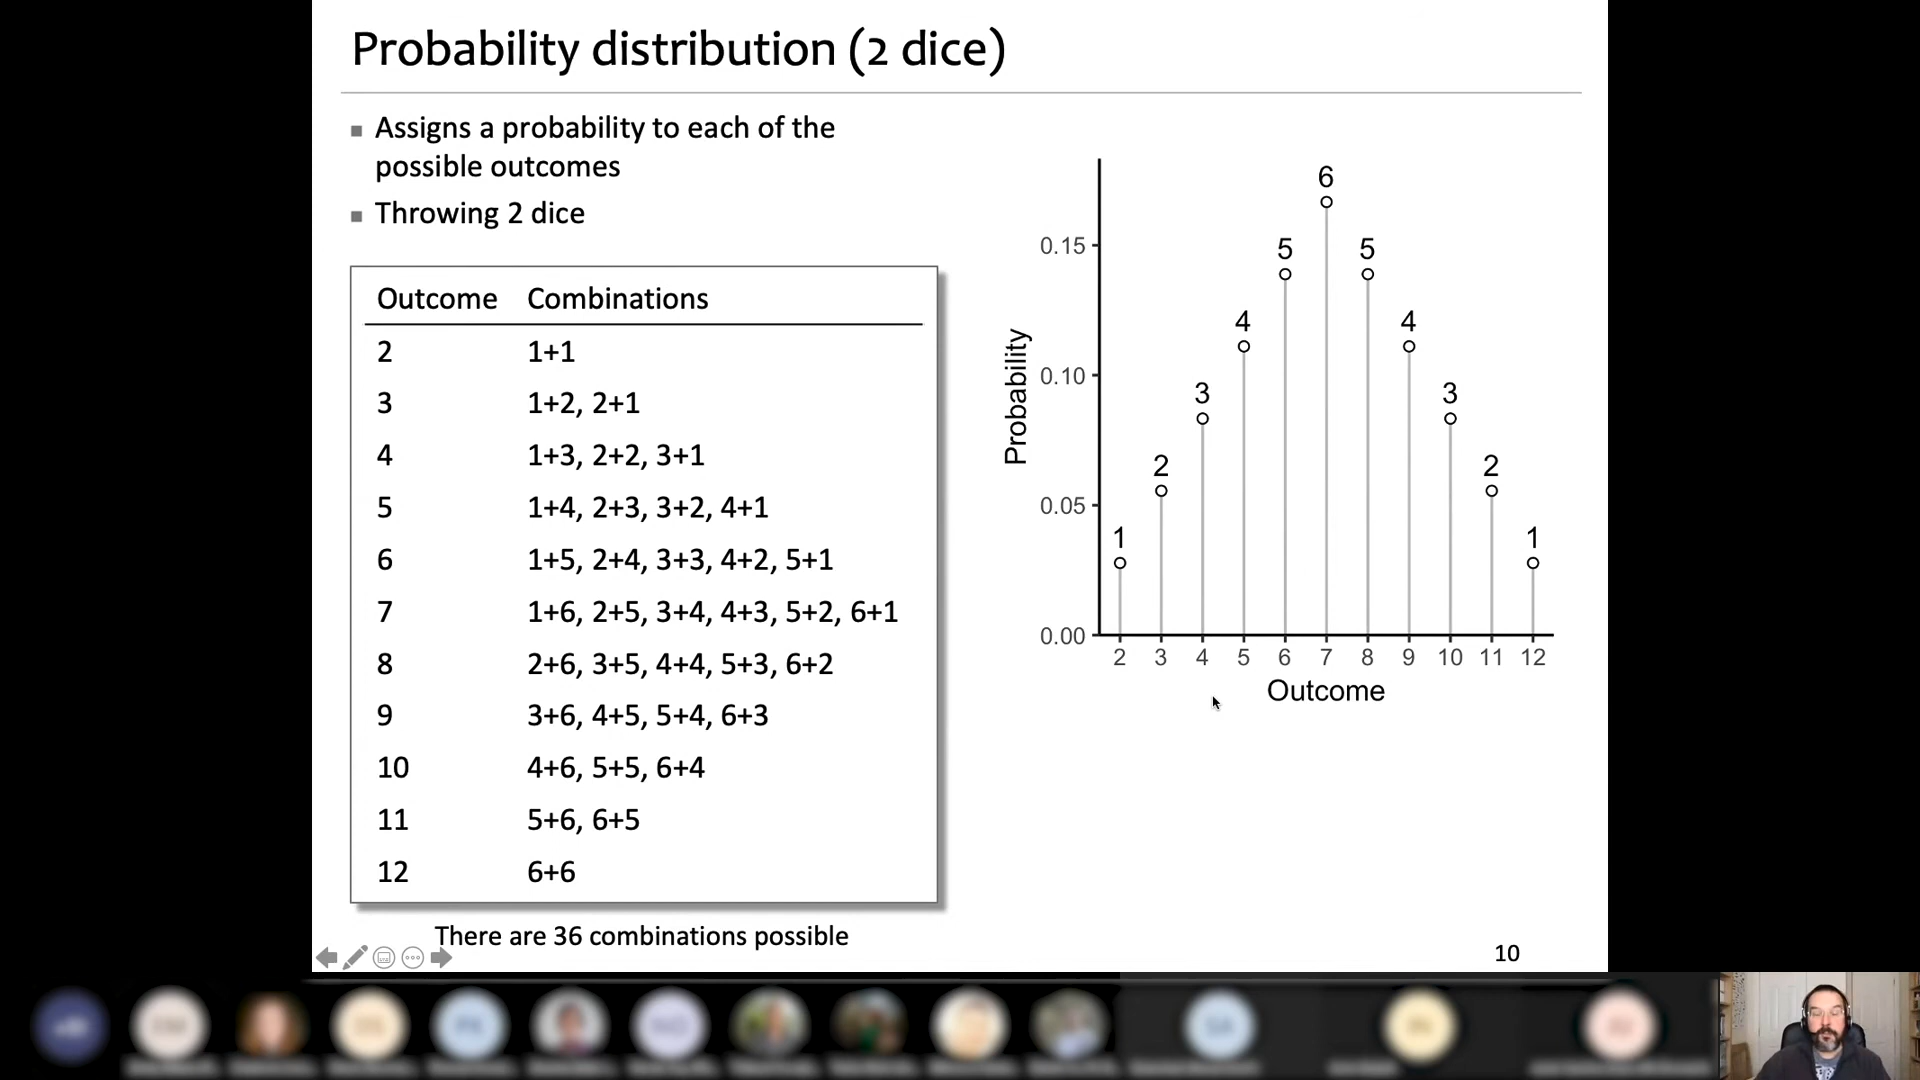 Probability distribution (2 dice)
Assigns a probability to each of the
possible outcomes
Throwing 2 dice
Outcome Combinations
2 1+1
3 1+2, 2+1
4 1+3, 2+2, 3+1
5 1+4, 2+3, 3+2, 4+1
6 1+5, 2+4, 3+3, 4+2, 5+1
7 1+6, 2+5, 3+4, 4+3, 5+2, 6+1
8 2+6, 3+5, 4+4, 5+3, 6+2
9 3+6, 4+5, 5+4, 6+3
10 4+6, 5+5, 6+4
11 5+6, 6+5
12 6+6
There are 36 combinations possible
Probability
0.15
0.10
0.05
0.00
1 2 3 4 5 6 5 4 3 2 1
2 3 4 5 6 7 8 9 10 11 12
Outcome
10